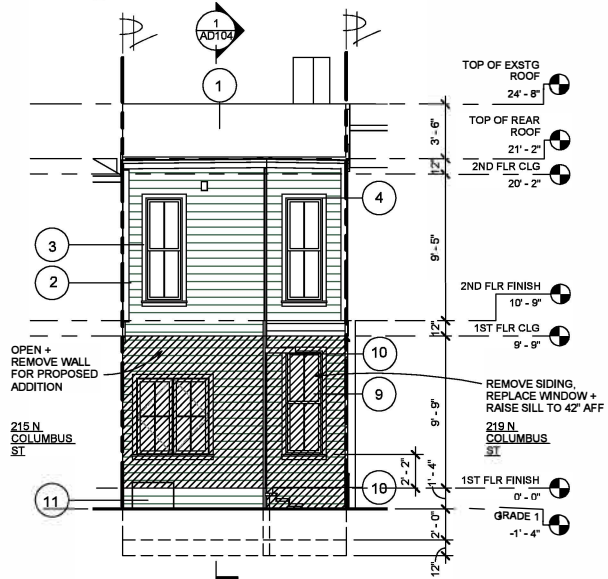 1
AD104
1
TOP OF EXSTG
ROOF
24' - 8"
3' - 6"
TOP OF REAR
ROOF
21' - 2"
12"
2ND FLR CLG
20' - 2"
4
3
2
9' - 5"
2ND FLR FINISH
10' - 9"
12"
1ST FLR CLG
9' - 9"
OPEN +
REMOVE WALL
FOR PROPOSED
ADDITION
10
9
REMOVE SIDING,
REPLACE WINDOW +
RAISE SILL TO 42" AFF
9' - 9"
215 N
COLUMBUS
ST
219 N
COLUMBUS
ST
2' - 2"
1' - 4"
11
10
1ST FLR FINISH
0' - 0"
GRADE 1
-1' - 4"
2' - 0"
12"